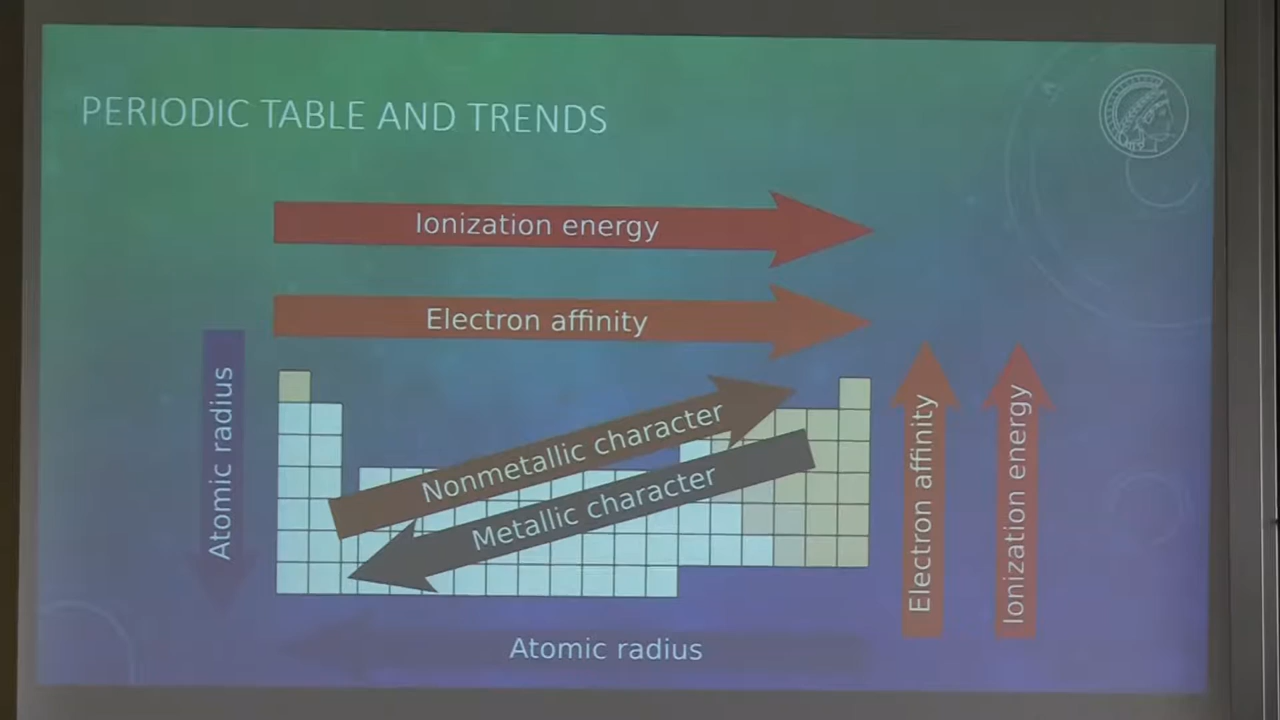 PERIODIC TABLE AND TRENDS
Ionization energy
Electron affinity
Atomic radius
Nonmetallic character
Metallic character
Electron affinity
Ionization energy
Atomic radius